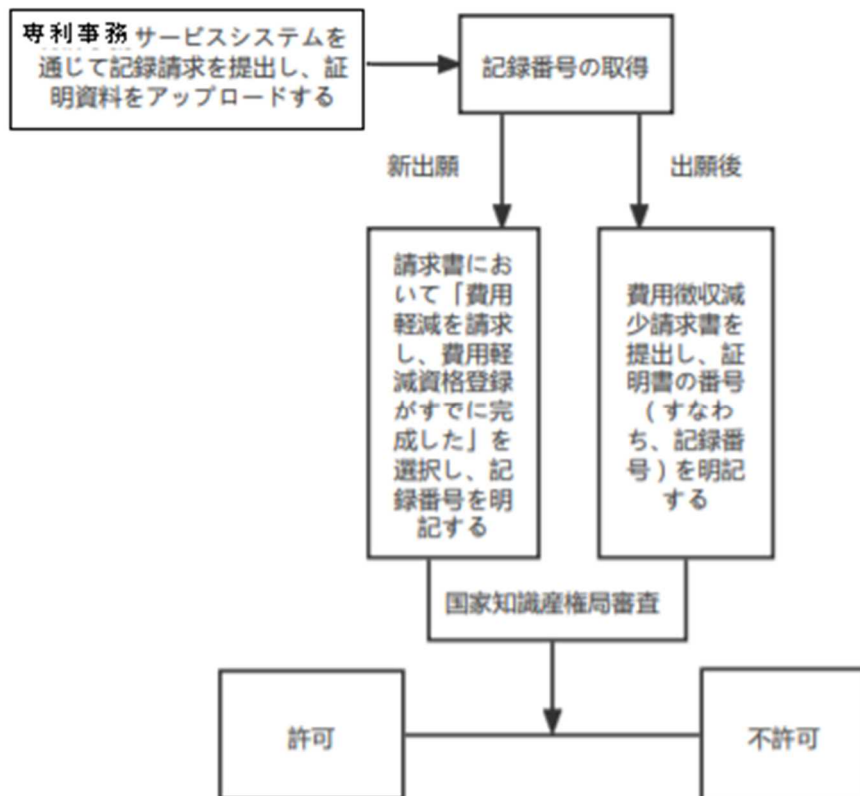 専利事務サービスシステムを
通じて記録請求を提出し、証
明資料をアップロードする
記録番号の取得
新出願
出願後
請求書にお
いて「費用
軽減を請求
し、費用軽
減資格登録
がすでに完
成した」を
選択し、記
録番号を明
記する
費用徴収減
少請求書を
提出し、証
明書の番号
(すなわ
ち、記録番
号)を明記
する
国家知識産権局審査
許可
不許可